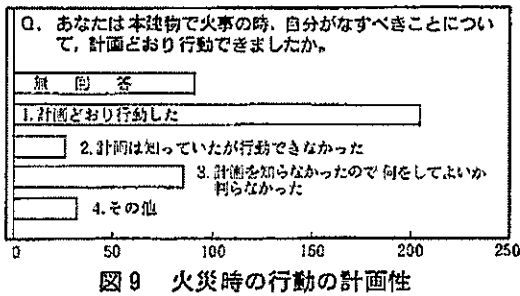 Q. あなたは本建物で火事の時、自分がなすべきことについ
て、計画どおり行動できましたか。
無回答
1.計画どおり行動した
2.計画は知っていたが行動できなかった
3.計画を知らなかったので何をしてよいか
判らなかった
4.その他
0 50 100 150 200 250
図9 火災時の行動の計画性